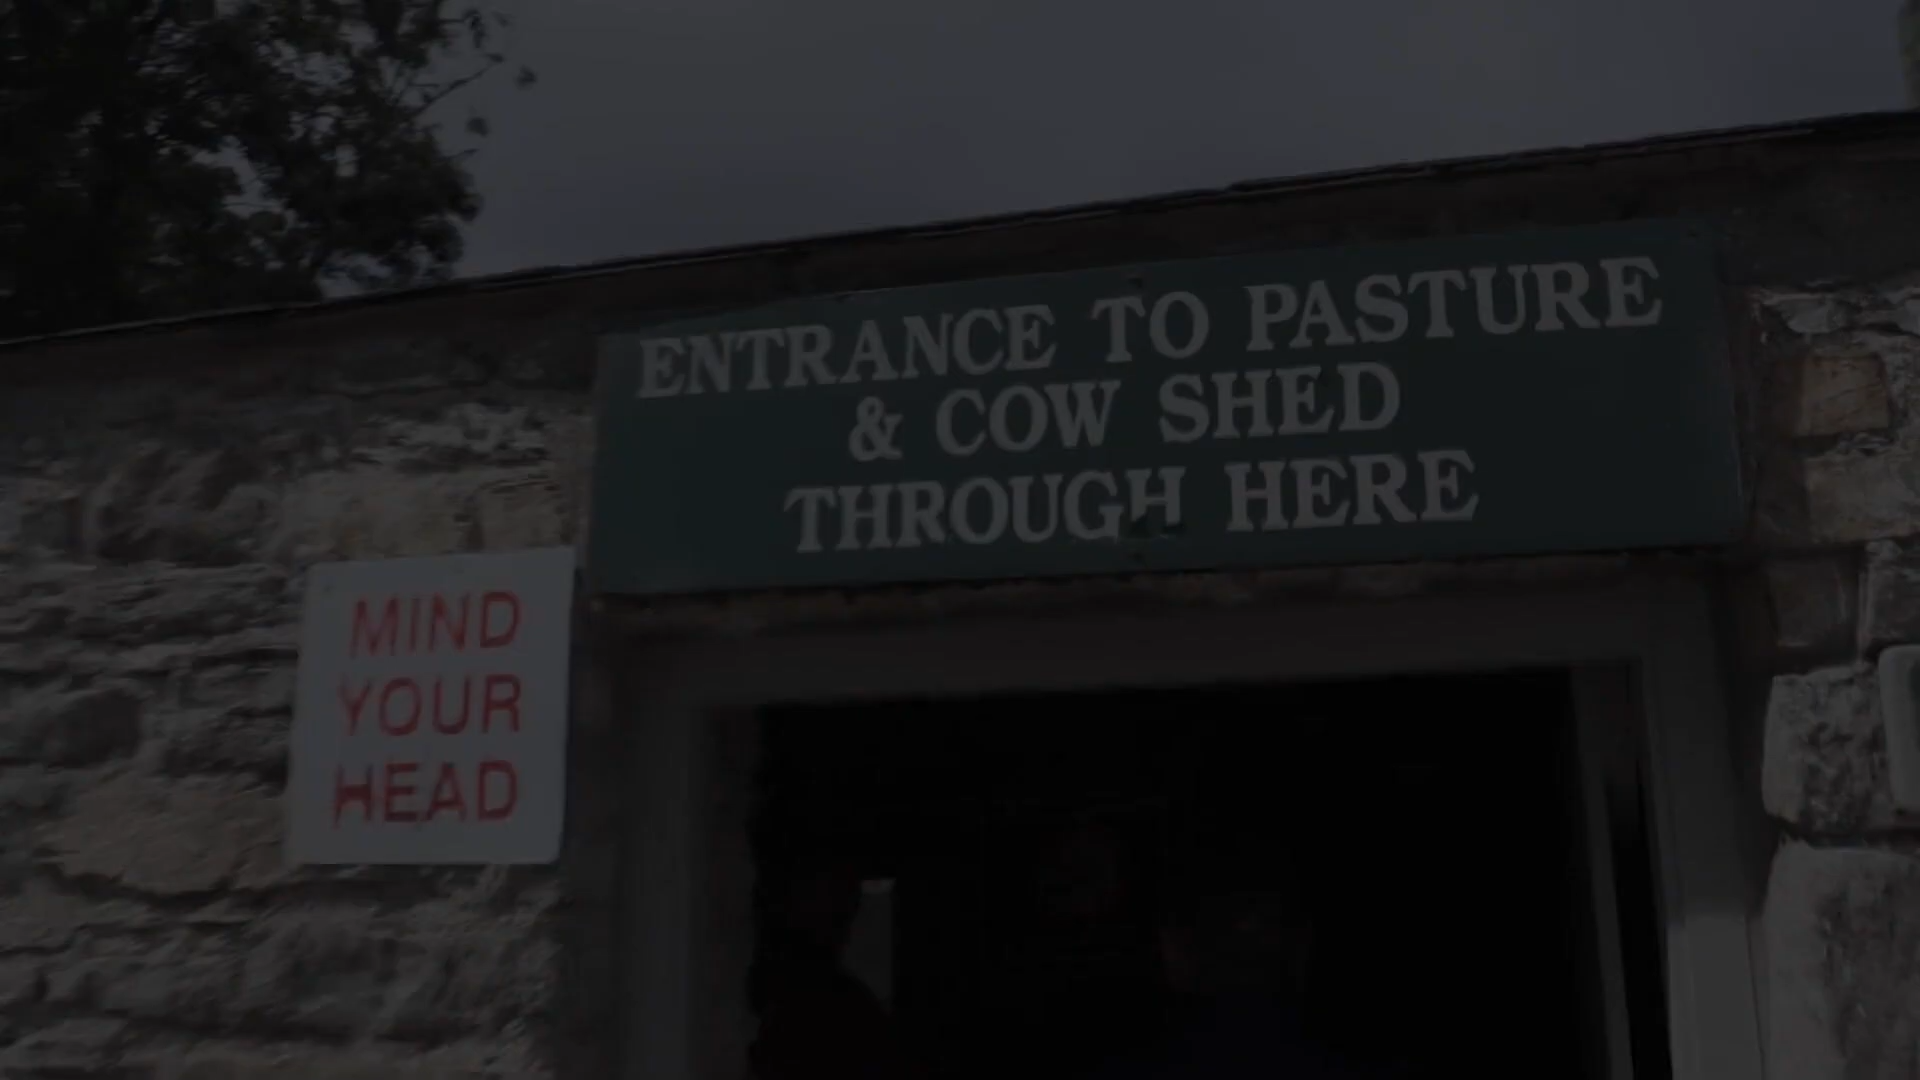 ENTRANCE TO PASTURE
& COW SHED
THROUGH HERE
MIND
YOUR
HEAD